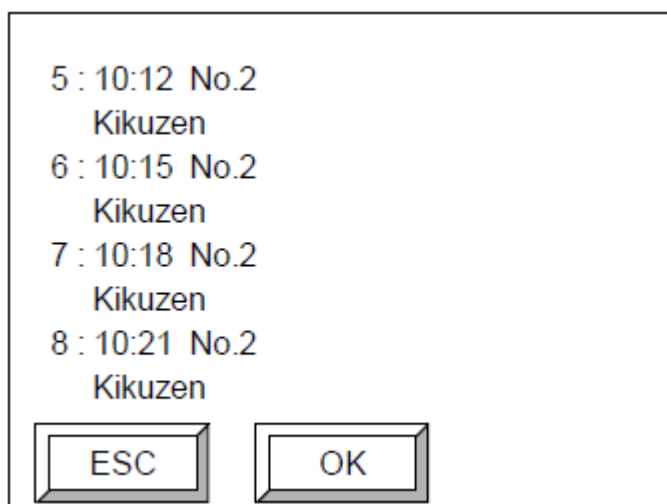 5 : 10:12 No.2
Kikuzen
6 : 10:15 No.2
Kikuzen
7 : 10:18 No.2
Kikuzen
8 : 10:21 No.2
Kikuzen
ESC OK